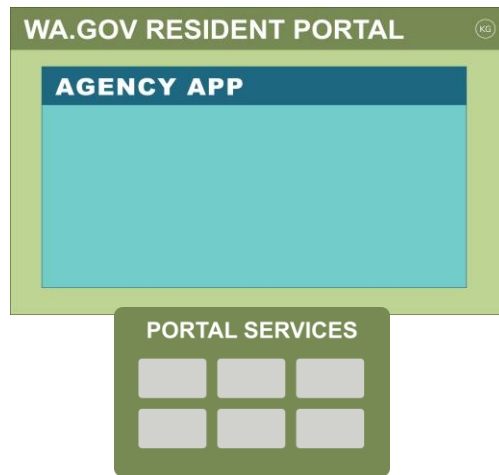 WA.GOV RESIDENT PORTAL
KG
AGENCY APP
PORTAL SERVICES